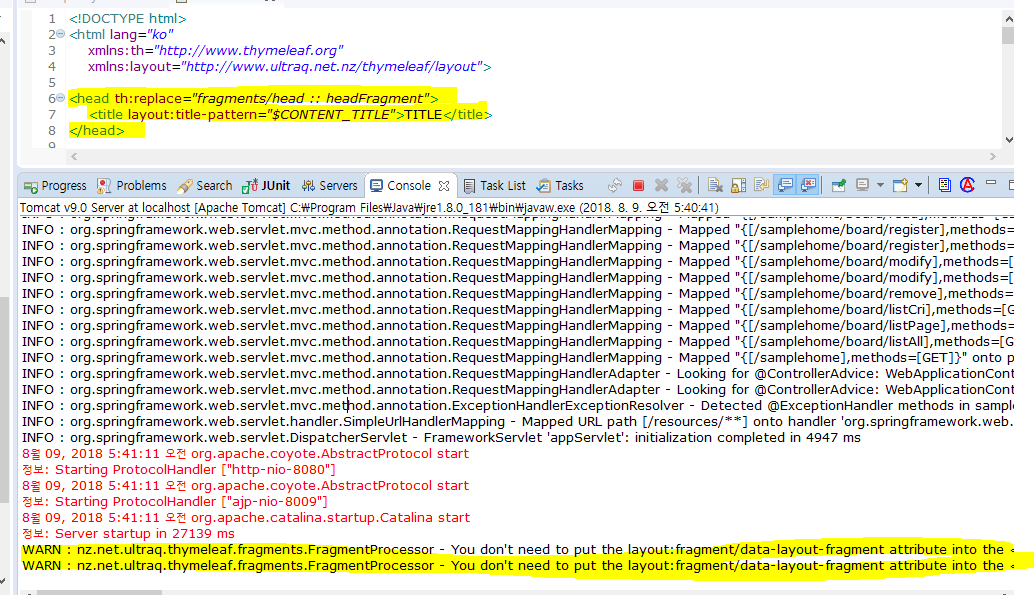 1 <!DOCTYPE html>
2 <html lang="ko"
3 xmlns:th="http://www.thymeleaf.org"
4 xmlns:layout="http://www.ultraq.net.nz/thymeleaf/layout">
5
6 <head th:replace="fragments/head :: headFragment">
7 <title layout:title-pattern="$CONTENT_TITLE">TITLE</title>
8 </head>
9
Progress Problems Search JUnit Servers Console Task List Tasks
Tomcat v9.0 Server at localhost [Apache Tomcat] C:₩Program Files₩Java₩jre1.8.0_181₩bin₩javaw.exe (2018. 8. 9. 오전 5:40:41)
INFO : org.springframework.web.servlet.mvc.method.annotation.RequestMappingHandlerMapping - Mapped "{[/samplehome/board/register],methods=
INFO : org.springframework.web.servlet.mvc.method.annotation.RequestMappingHandlerMapping - Mapped "{[/samplehome/board/register],methods=
INFO : org.springframework.web.servlet.mvc.method.annotation.RequestMappingHandlerMapping - Mapped "{[/samplehome/board/modify],methods=[
INFO : org.springframework.web.servlet.mvc.method.annotation.RequestMappingHandlerMapping - Mapped "{[/samplehome/board/modify],methods=[
INFO : org.springframework.web.servlet.mvc.method.annotation.RequestMappingHandlerMapping - Mapped "{[/samplehome/board/remove],methods=
INFO : org.springframework.web.servlet.mvc.method.annotation.RequestMappingHandlerMapping - Mapped "{[/samplehome/board/listCri],methods=[G
INFO : org.springframework.web.servlet.mvc.method.annotation.RequestMappingHandlerMapping - Mapped "{[/samplehome/board/listPage],methods=
INFO : org.springframework.web.servlet.mvc.method.annotation.RequestMappingHandlerMapping - Mapped "{[/samplehome/board/listAll],methods=[G
INFO : org.springframework.web.servlet.mvc.method.annotation.RequestMappingHandlerMapping - Mapped "{[/samplehome],methods=[GET]}" onto p
INFO : org.springframework.web.servlet.mvc.method.annotation.RequestMappingHandlerAdapter - Looking for @ControllerAdvice: WebApplicationCont
INFO : org.springframework.web.servlet.mvc.method.annotation.RequestMappingHandlerAdapter - Looking for @ControllerAdvice: WebApplicationCont
INFO : org.springframework.web.servlet.mvc.method.annotation.ExceptionHandlerExceptionResolver - Detected @ExceptionHandler methods in sampl
INFO : org.springframework.web.servlet.handler.SimpleUrlHandlerMapping - Mapped URL path [/resources/**] onto handler 'org.springframework.web.
INFO : org.springframework.web.servlet.DispatcherServlet - FrameworkServlet 'appServlet': initialization completed in 4947 ms
8월 09, 2018 5:41:11 오전 org.apache.coyote.AbstractProtocol start
정보: Starting ProtocolHandler ["http-nio-8080"]
8월 09, 2018 5:41:11 오전 org.apache.coyote.AbstractProtocol start
정보: Starting ProtocolHandler ["ajp-nio-8009"]
8월 09, 2018 5:41:11 오전 org.apache.catalina.startup.Catalina start
정보: Server startup in 27139 ms
WARN : nz.net.ultraq.thymeleaf.fragments.FragmentProcessor - You don't need to put the layout:fragment/data-layout-fragment attribute into the <
WARN : nz.net.ultraq.thymeleaf.fragments.FragmentProcessor - You don't need to put the layout:fragment/data-layout-fragment attribute into the <